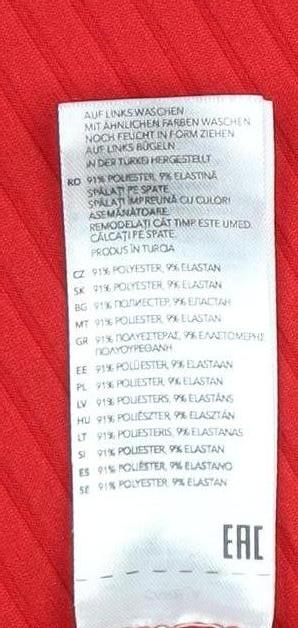 AUF LINKS WASCHEN
MIT ÄHNLICHEN FARBEN WASCHEN
NOCH FEUCHT IN FORM ZIEHEN
AUF LINKS BÜGELN
IN DER TÜRKEI HERGESTELLT
RO 91% POLIESTER, 9% ELASTINĂ
SPĂLAȚI PE SPATE
SPĂLAȚI ÎMPREUNĂ CU CULORI
ASEMĂNĂTOARE
REMODELAȚI CÂT TIMP ESTE UMED
CĂLCAȚI PE SPATE
PRODUS ÎN TURCIA
CZ 91% POLYESTER, 9% ELASTAN
SK 91% POLYESTER, 9% ELASTAN
BG 91% ПОЛИЕСТЕР, 9% ЕЛАСТАН
MT 91% POLIESTER, 9% ELASTAN
GR 91% ΠΟΛΥΕΣΤΕΡΑΣ, 9% ΕΛΑΣΤΟΜΕΡΗΣ
ΠΟΛΥΟΥΡΕΘΑΝΗ
EE 91% POLÜESTER, 9% ELASTAAN
PL 91% POLIESTER, 9% ELASTAN
LV 91% POLIESTERS, 9% ELASTĀNS
HU 91% POLIÉSZTER, 9% ELASZTÁN
LT 91% POLIESTERIS, 9% ELASTANAS
SI 91% POLIESTER, 9% ELASTAN
ES 91% POLIÉSTER, 9% ELASTANO
SE 91% POLYESTER, 9% ELASTAN
EAC